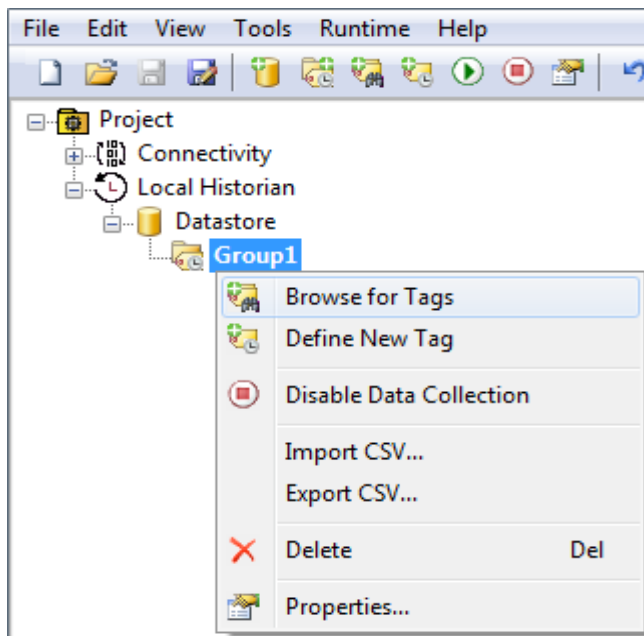 File Edit View Tools Runtime Help
Project
Connectivity
Local Historian
Datastore
Group1
Browse for Tags
Define New Tag
Disable Data Collection
Import CSV...
Export CSV...
Delete Del
Properties...